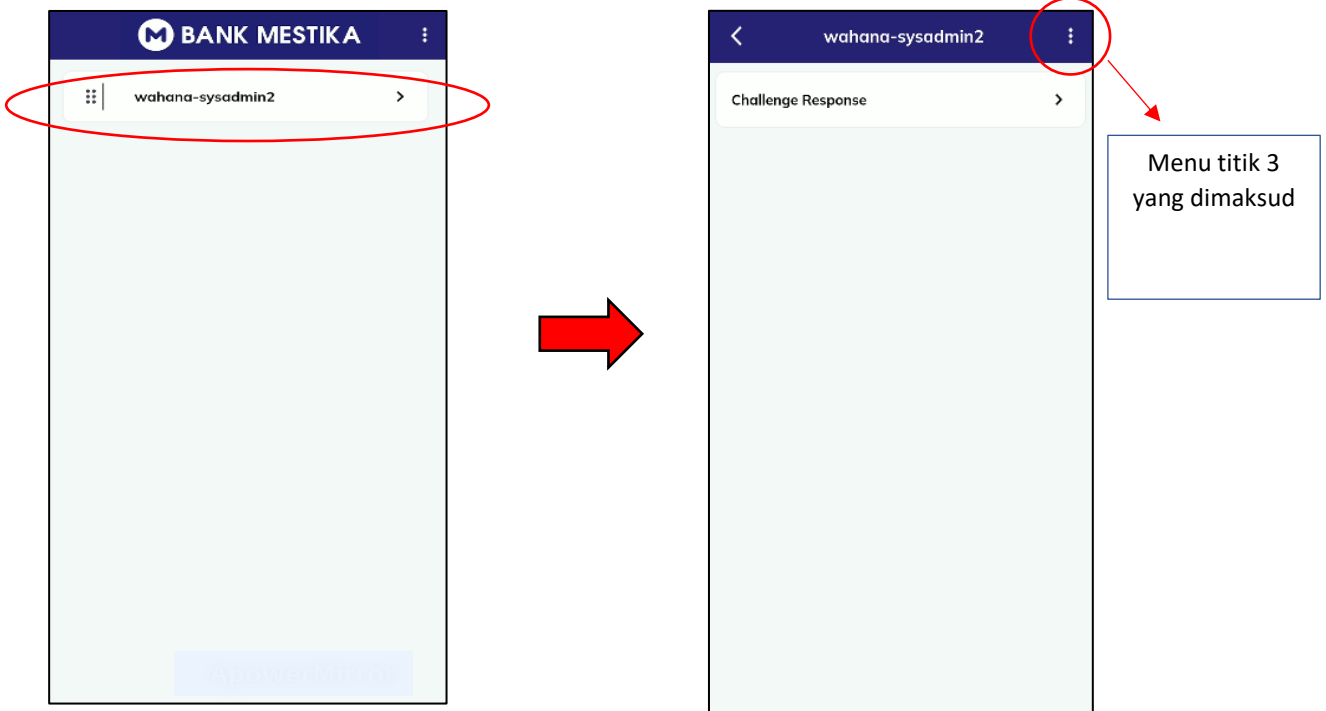 BANK MESTIKA
wahana-sysadmin2
wahana-sysadmin2
Challenge Response
Menu titik 3
yang dimaksud